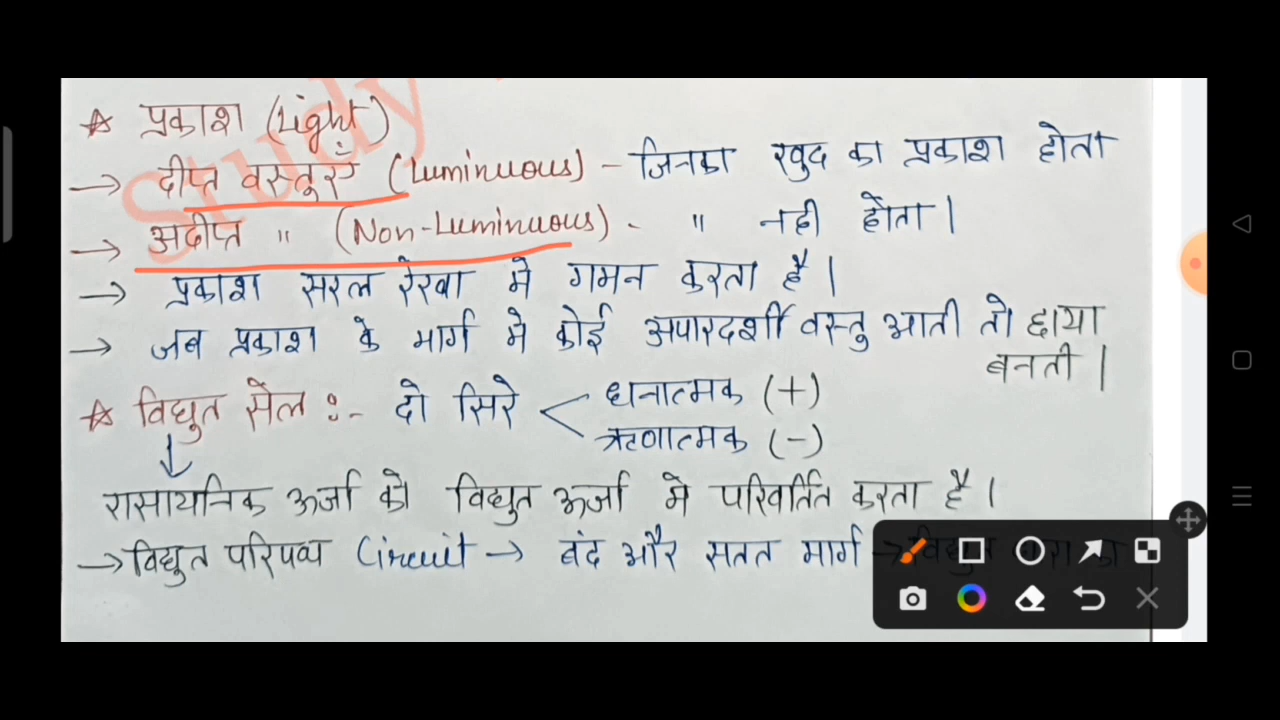 Study
☆ प्रकाश (Light)
→ दीप्त वस्तुएँ (Luminuous) - जिनका खुद का प्रकाश होता
→ अदीप्त " (Non-Luminuous) - " नही होता।
→ प्रकाश सरल रेखा मे गमन करता है।
→ जब प्रकाश के मार्ग मे कोई अपारदर्शी वस्तु आती तो छाया
बनती।
☆ विद्युत सेल :- दो सिरे < धनात्मक (+)
ऋणात्मक (-)
↓
रासायनिक ऊर्जा को विद्युत ऊर्जा मे परिवर्तित करता है।
→ विद्युत परिपथ Circuit → बंद और सतत मार्ग → विद्युत